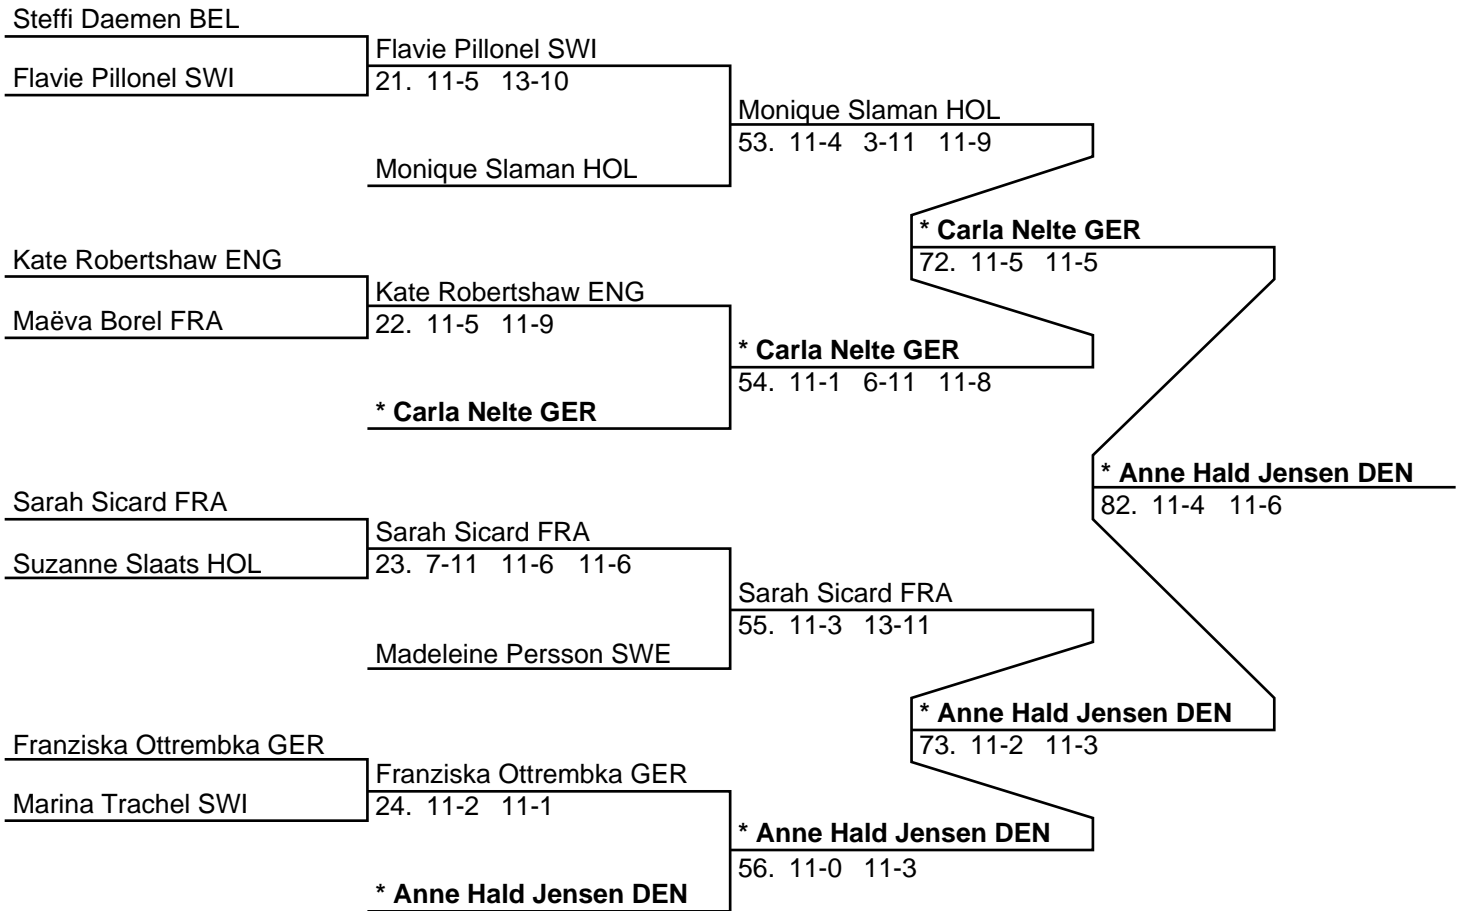 Steffi Daemen BEL
Flavie Pillonel SWI
Flavie Pillonel SWI
21. 11-5 13-10
Monique Slaman HOL
53. 11-4 3-11 11-9
Monique Slaman HOL
* Carla Nelte GER
72. 11-5 11-5
Kate Robertshaw ENG
Kate Robertshaw ENG
Maëva Borel FRA
22. 11-5 11-9
* Carla Nelte GER
54. 11-1 6-11 11-8
* Carla Nelte GER
* Anne Hald Jensen DEN
82. 11-4 11-6
Sarah Sicard FRA
Sarah Sicard FRA
Suzanne Slaats HOL
23. 7-11 11-6 11-6
Sarah Sicard FRA
55. 11-3 13-11
Madeleine Persson SWE
* Anne Hald Jensen DEN
73. 11-2 11-3
Franziska Ottrembka GER
Franziska Ottrembka GER
Marina Trachel SWI
24. 11-2 11-1
* Anne Hald Jensen DEN
56. 11-0 11-3
* Anne Hald Jensen DEN